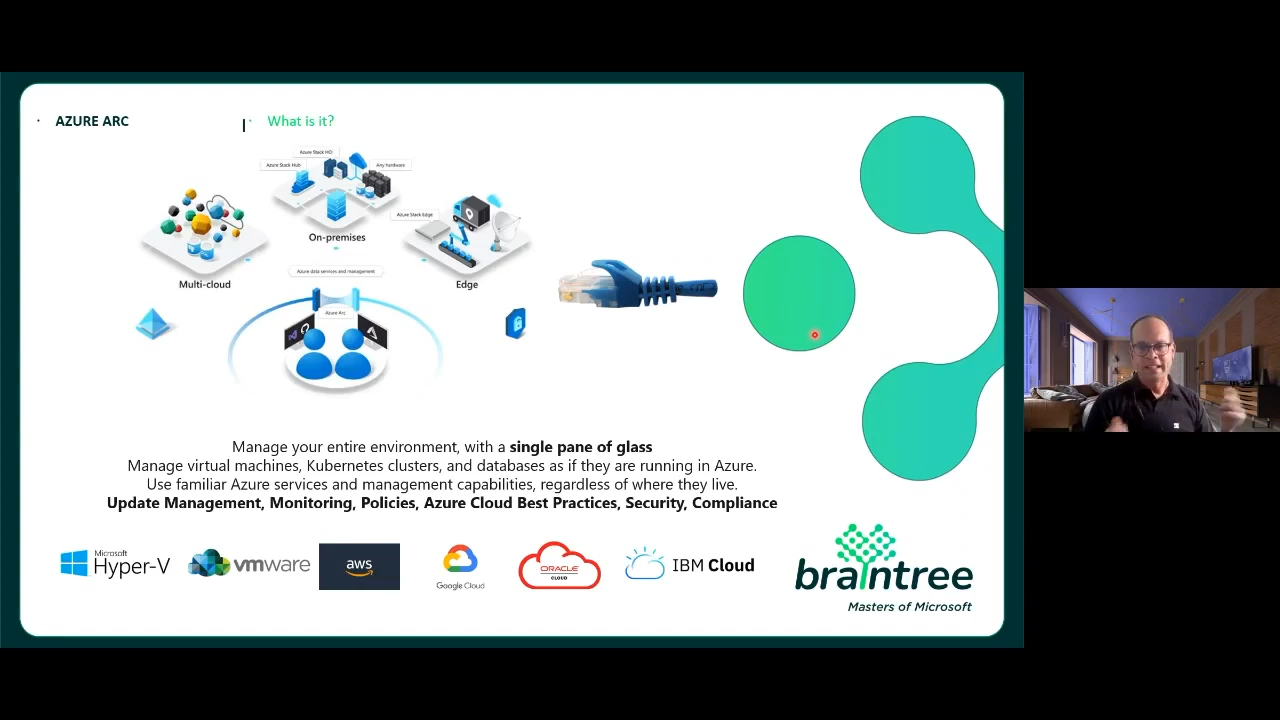 AZURE ARC
What is it?
Azure Stack HCI
Azure Stack Hub
Any hardware
Azure Stack Edge
On-premises
Multi-cloud
Edge
Azure data services and management
Azure Arc
Manage your entire environment, with a single pane of glass
Manage virtual machines, Kubernetes clusters, and databases as if they are running in Azure.
Use familiar Azure services and management capabilities, regardless of where they live.
Update Management, Monitoring, Policies, Azure Cloud Best Practices, Security, Compliance
Microsoft
Hyper-V
vmware
aws
Google Cloud
ORACLE
CLOUD
IBM Cloud
braintree
Masters of Microsoft